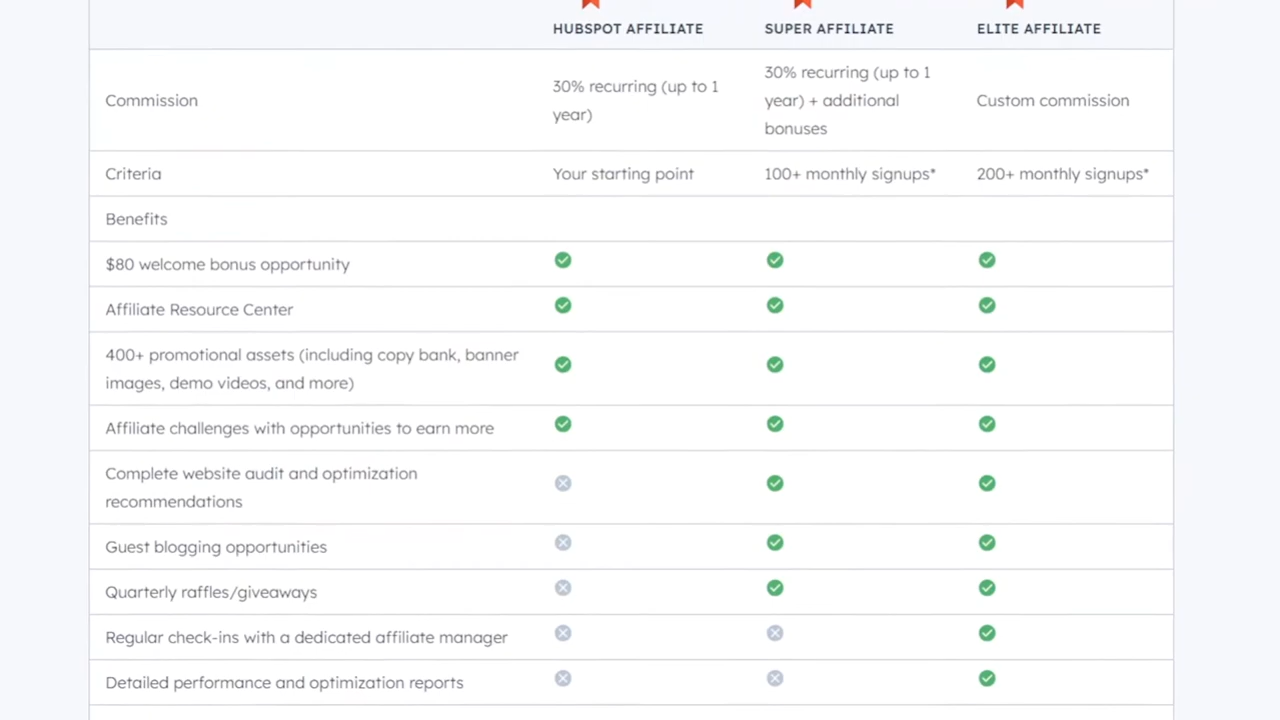 HUBSPOT AFFILIATE SUPER AFFILIATE ELITE AFFILIATE
Commission
30% recurring (up to 1
year)
30% recurring (up to 1
year) + additional
bonuses
Custom commission
Criteria
Your starting point
100+ monthly signups*
200+ monthly signups*
Benefits
$80 welcome bonus opportunity
Affiliate Resource Center
400+ promotional assets (including copy bank, banner
images, demo videos, and more)
Affiliate challenges with opportunities to earn more
Complete website audit and optimization
recommendations
Guest blogging opportunities
Quarterly raffles/giveaways
Regular check-ins with a dedicated affiliate manager
Detailed performance and optimization reports